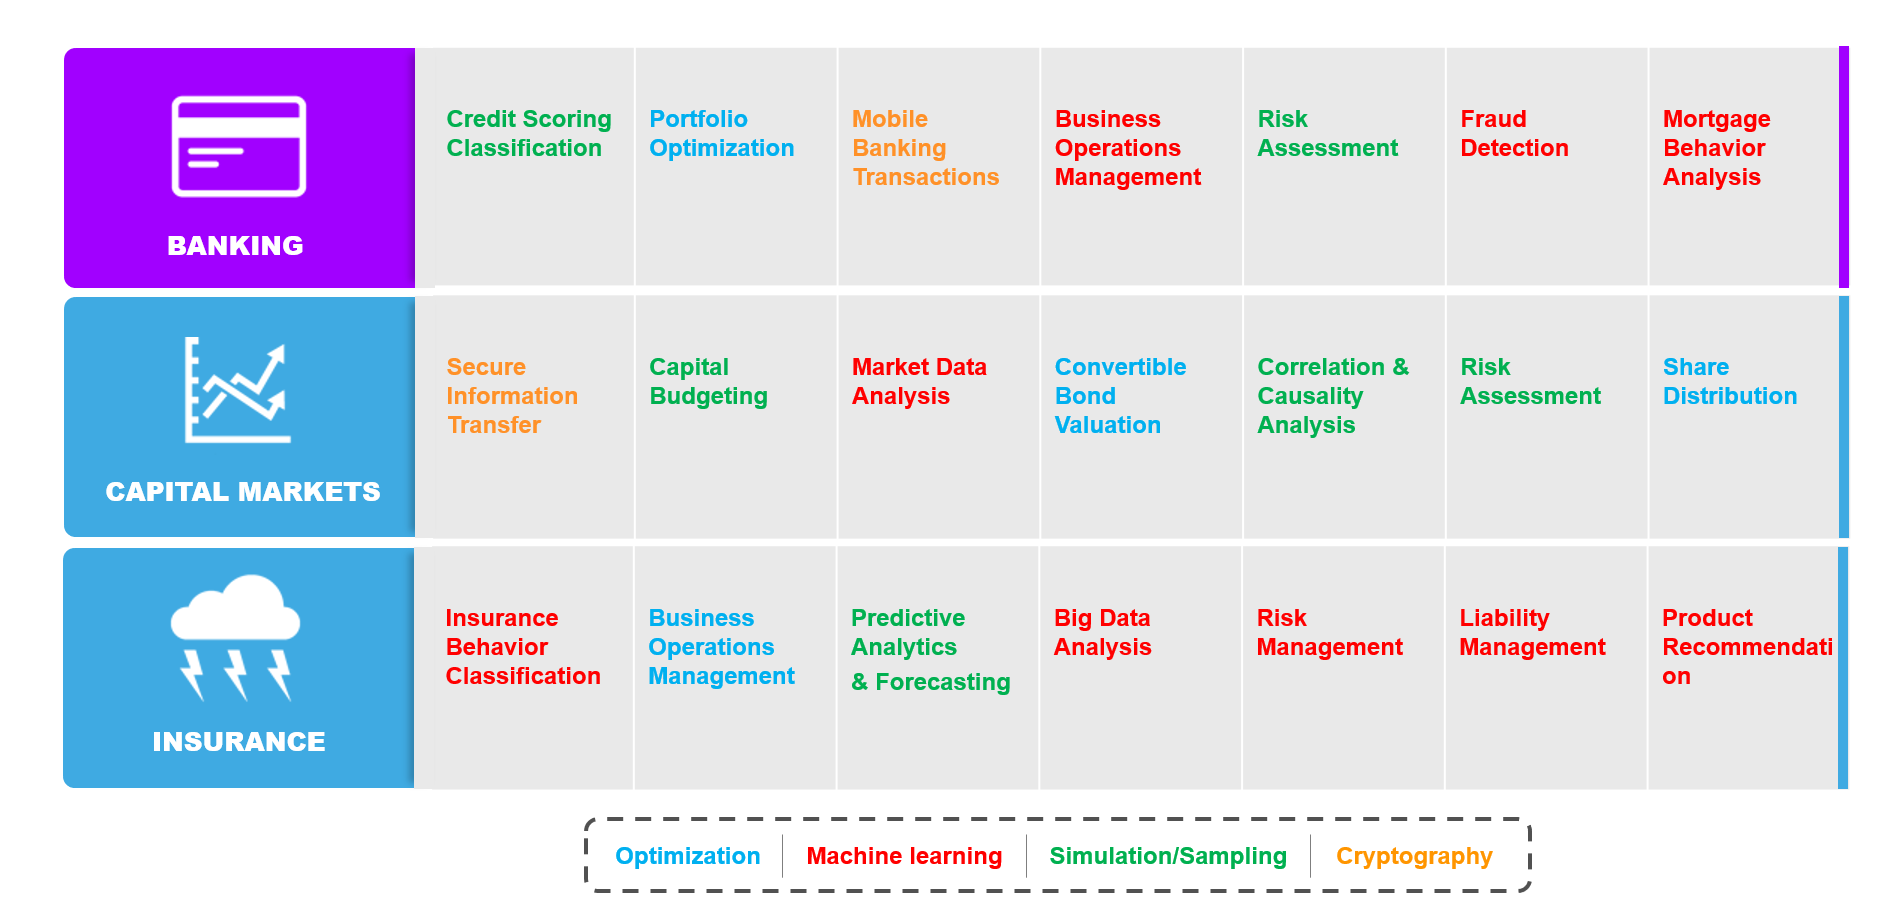 BANKING
Credit Scoring
Classification
Portfolio
Optimization
Mobile
Banking
Transactions
Business
Operations
Management
Risk
Assessment
Fraud
Detection
Mortgage
Behavior
Analysis
CAPITAL MARKETS
Secure
Information
Transfer
Capital
Budgeting
Market Data
Analysis
Convertible
Bond
Valuation
Correlation &
Causality
Analysis
Risk
Assessment
Share
Distribution
INSURANCE
Insurance
Behavior
Classification
Business
Operations
Management
Predictive
Analytics
& Forecasting
Big Data
Analysis
Risk
Management
Liability
Management
Product
Recommendati
on
Optimization
Machine learning
Simulation/Sampling
Cryptography